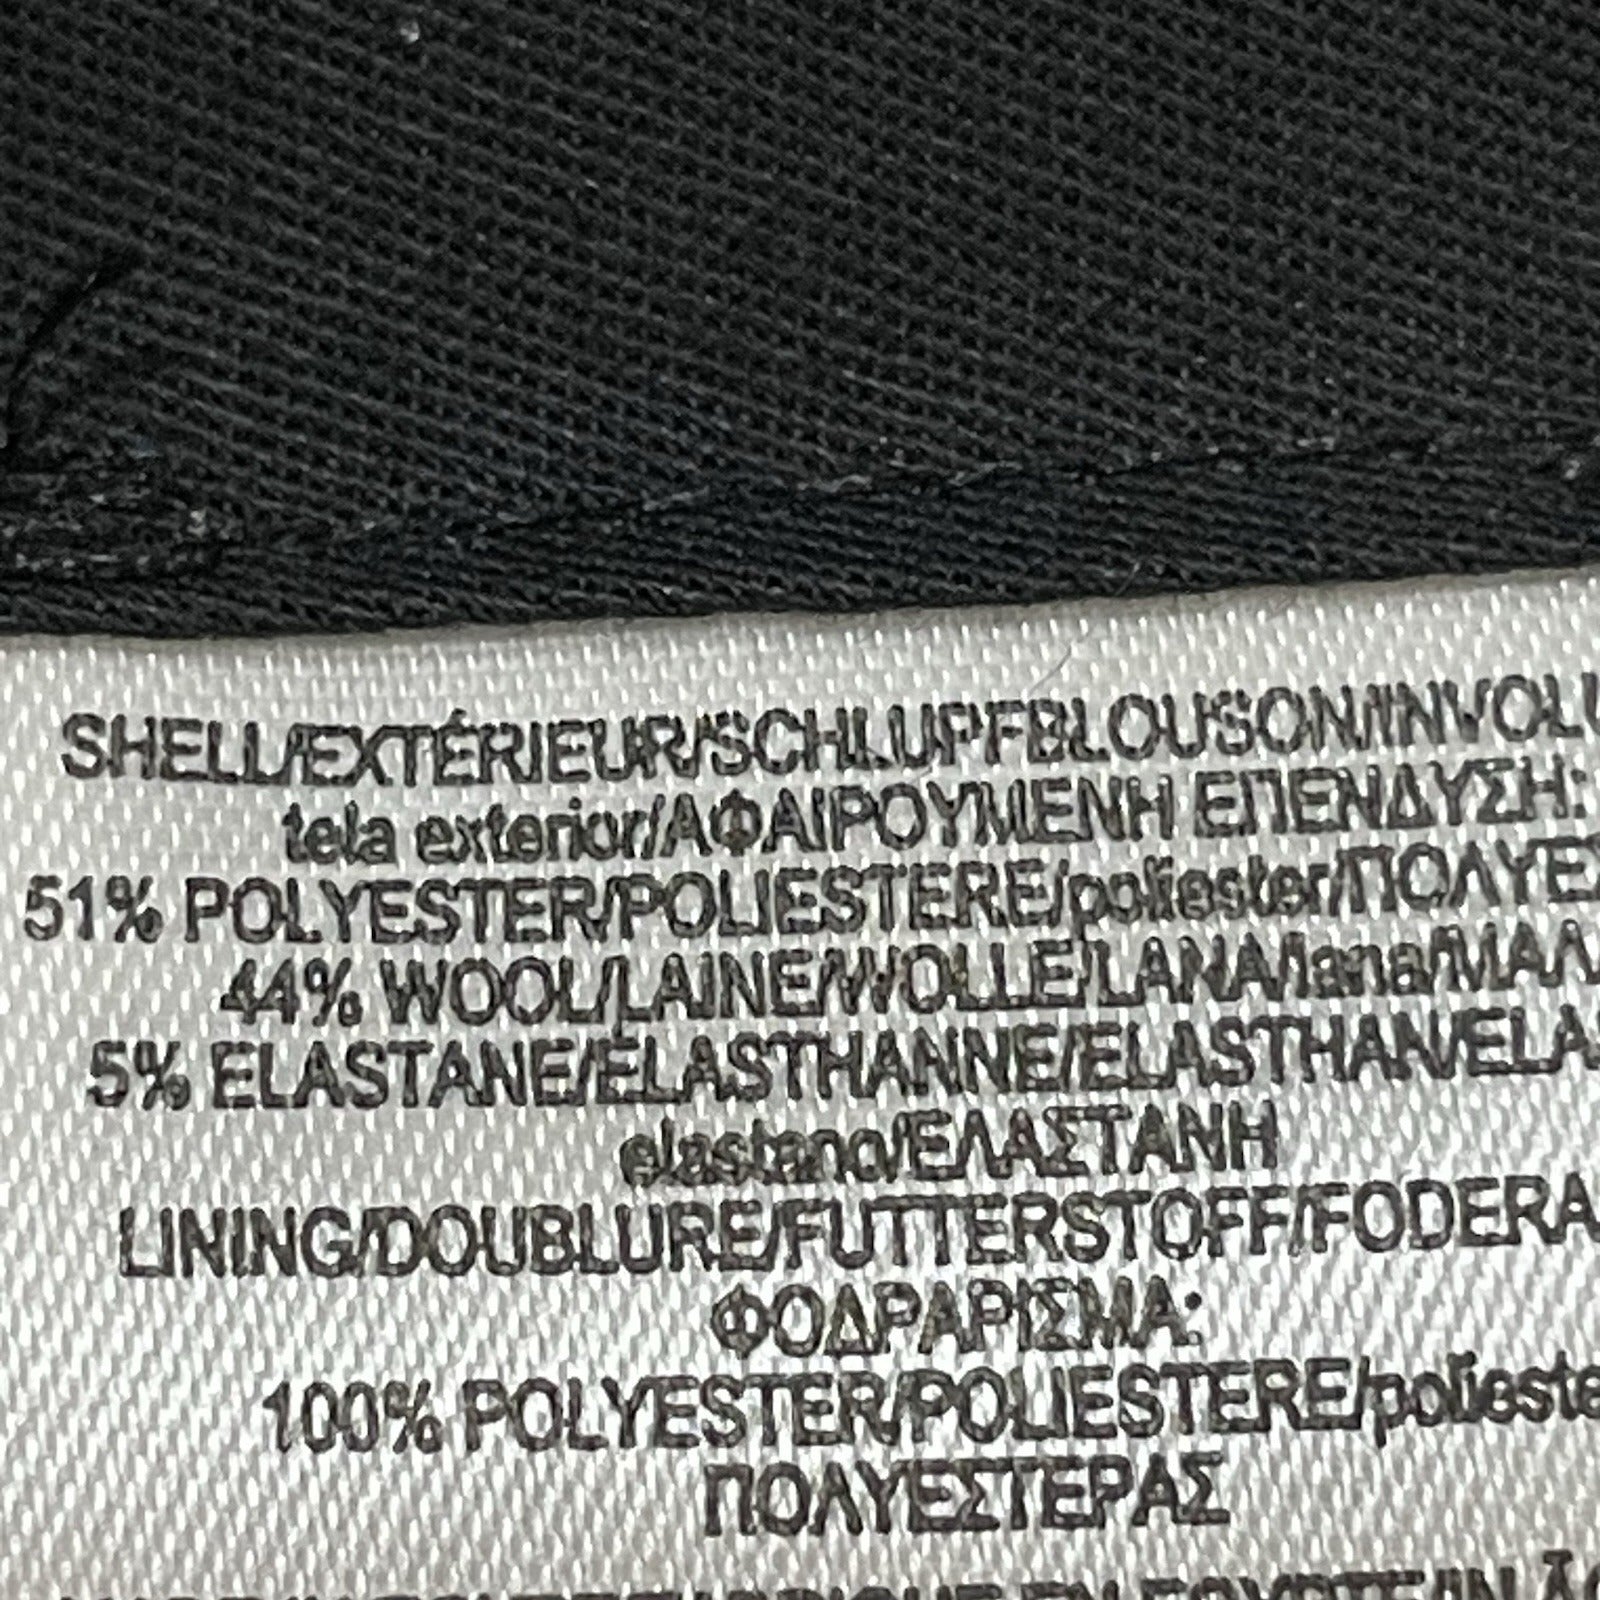 SHELL/EXTÉRIEUR/SCHLUPFBLOUSON/INVOLU
tela exterior/ΑΦΑΙΡΟΥΜΕΝΗ ΕΠΕΝΔΥΣΗ:
51% POLYESTER/POLIESTERE/poliester/ΠΟΛΥΕΣ
44% WOOL/LAINE/WOLLE/LANA/lana/ΜΑΛ
5% ELASTANE/ÉLASTHANNE/ELASTHAN/ELA
elastano/ΕΛΑΣΤΑΝΗ
LINING/DOUBLURE/FUTTERSTOFF/FODERA
ΦΟΔΡΑΡΙΣΜΑ:
100% POLYESTER/POLIESTERE/polieste
ΠΟΛΥΕΣΤΕΡΑΣ